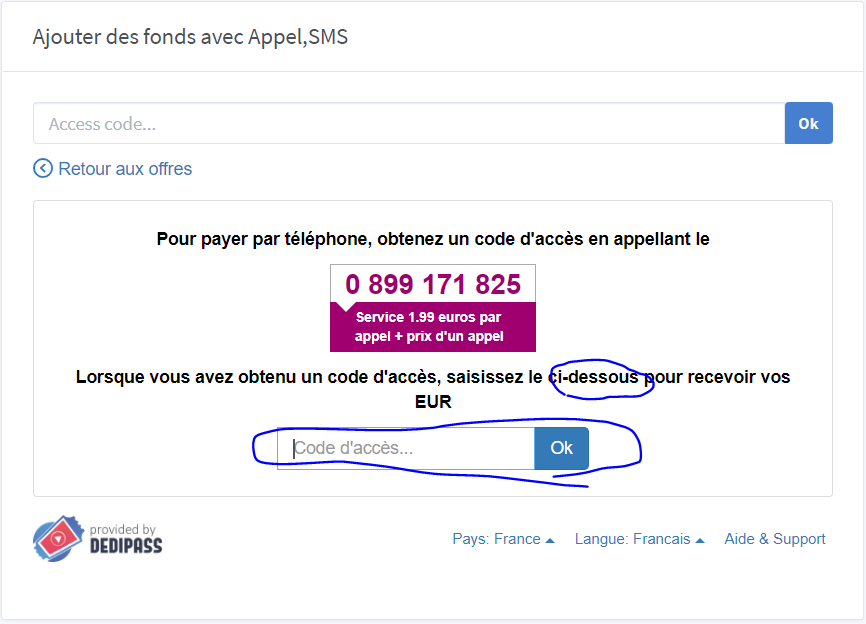 Ajouter des fonds avec Appel,SMS
Access code...
Ok
Retour aux offres
Pour payer par téléphone, obtenez un code d'accès en appellant le
0 899 171 825
Service 1.99 euros par
appel + prix d'un appel
Lorsque vous avez obtenu un code d'accès, saisissez le ci-dessous pour recevoir vos
EUR
Code d'accès...
Ok
provided by
DEDIPASS
Pays: France
Langue: Francais
Aide & Support